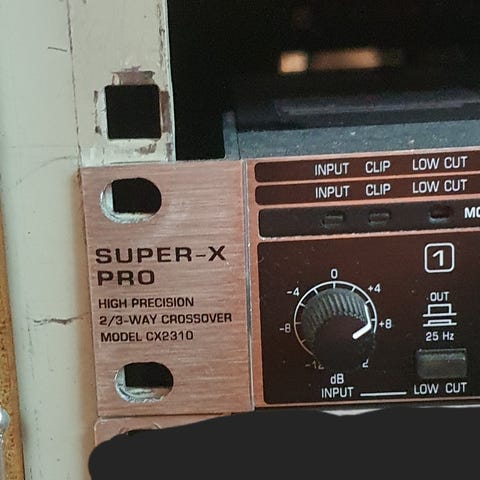 INPUT CLIP LOW CUT
INPUT CLIP LOW CUT
SUPER-X
PRO
HIGH PRECISION
2/3-WAY CROSSOVER
MODEL CX2310
1
0
-4 +4
-8 +8
dB
INPUT
OUT
25 Hz
LOW CUT